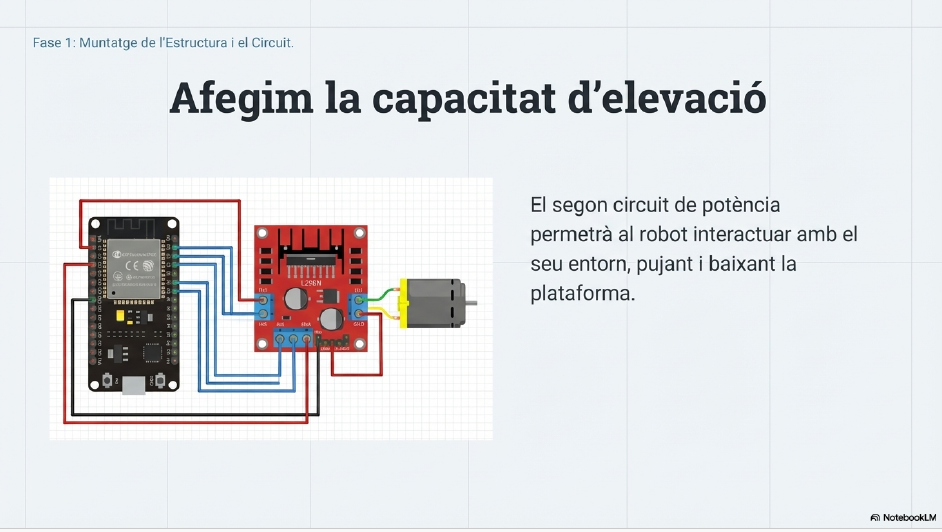 Fase 1: Muntatge de l'Estructura i el Circuit.
Afegim la capacitat d’elevació
El segon circuit de potència
permetrà al robot interactuar amb el
seu entorn, pujant i baixant la
plataforma.
NotebookLM